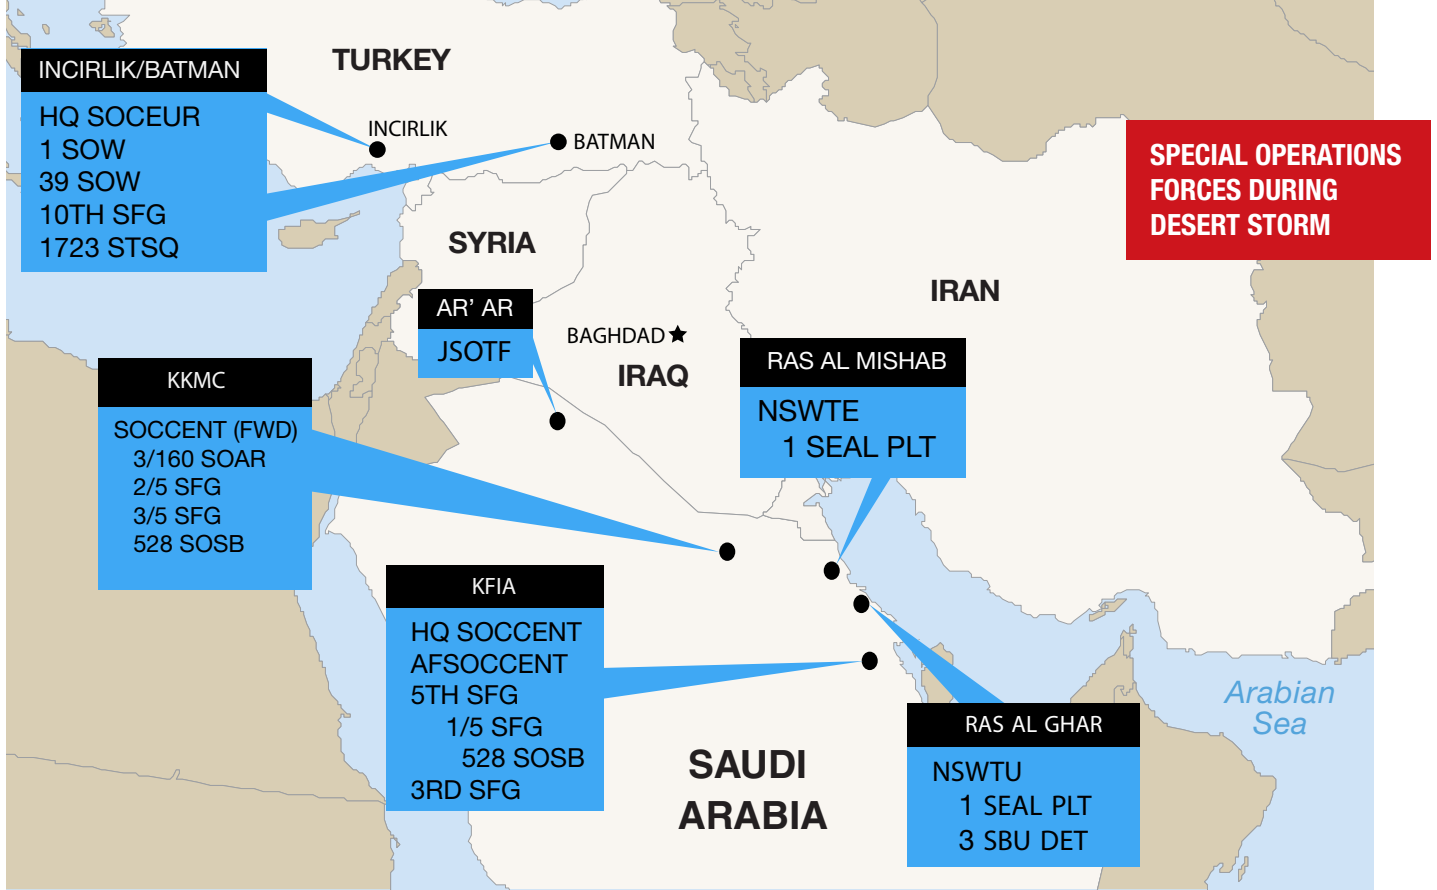 TURKEY
INCIRLIK/BATMAN
HQ SOCEUR
1 SOW
39 SOW
10TH SFG
1723 STSQ
INCIRLIK
BATMAN
SPECIAL OPERATIONS
FORCES DURING
DESERT STORM
SYRIA
IRAN
AR’ AR
JSOTF
BAGHDAD
IRAQ
RAS AL MISHAB
NSWTE
1 SEAL PLT
KKMC
SOCCENT (FWD)
3/160 SOAR
2/5 SFG
3/5 SFG
528 SOSB
KFIA
HQ SOCCENT
AFSOCCENT
5TH SFG
1/5 SFG
528 SOSB
3RD SFG
SAUDI
ARABIA
RAS AL GHAR
NSWTU
1 SEAL PLT
3 SBU DET
Arabian
Sea